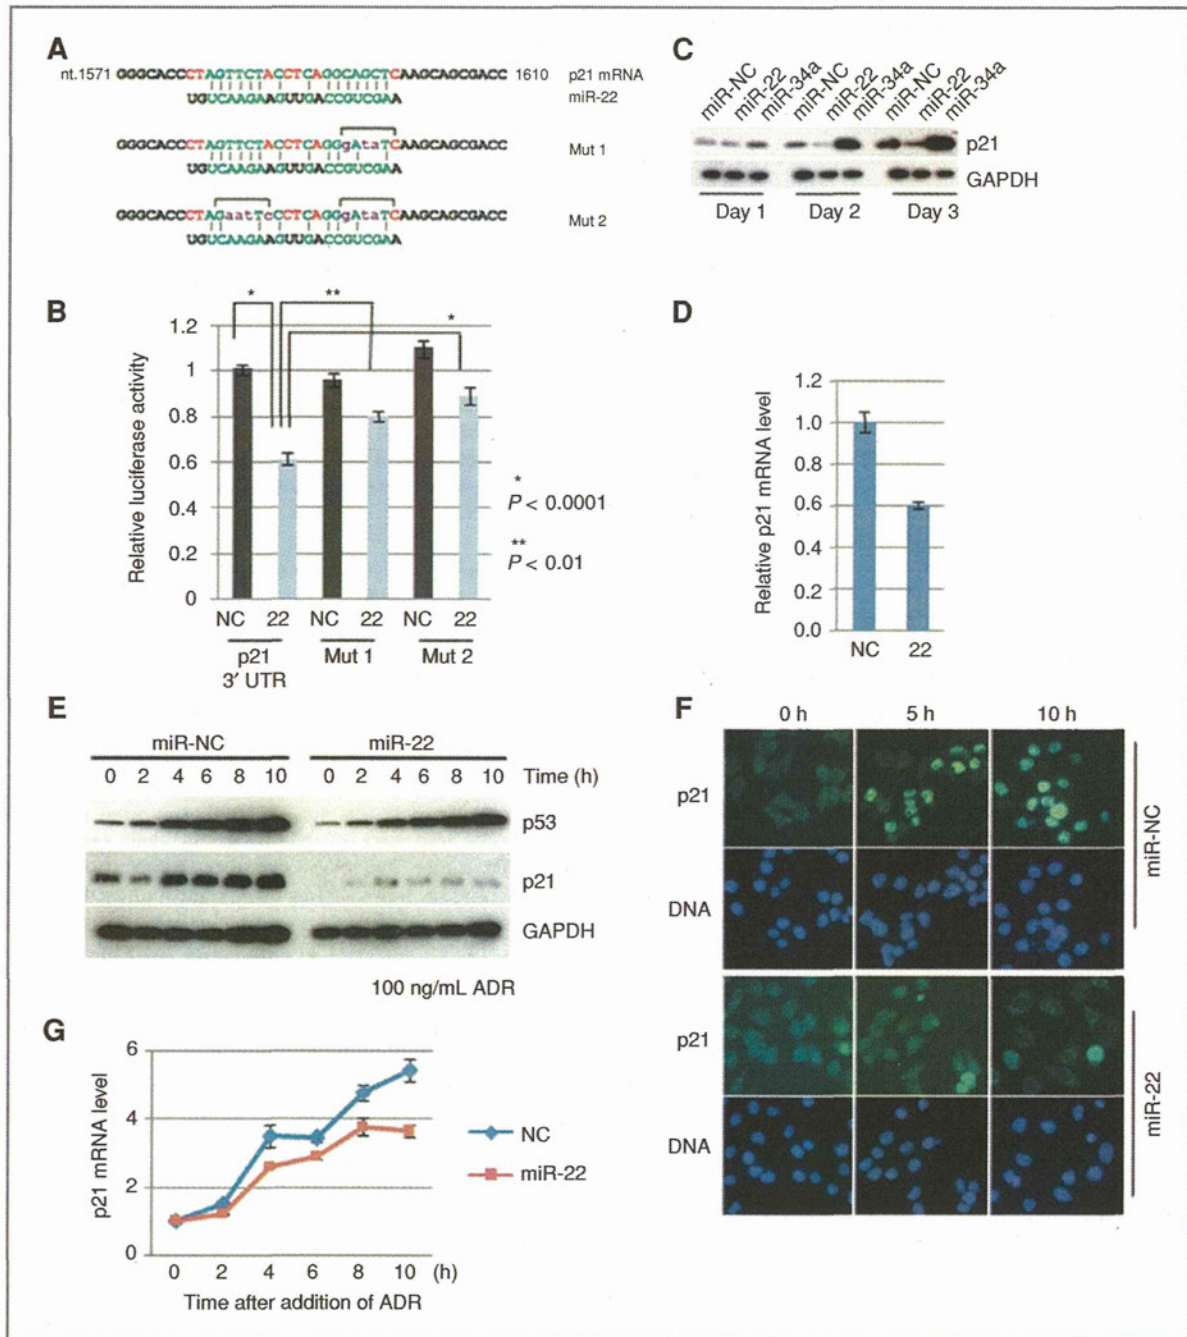 A
nt.1571 GGGCACCCTAGTTCTACCTCAGGCAGCTCAAGCAGCGACC 1610 p21 mRNA
UGUCAAGAAGUUGACCGUCGAA miR-22
GGGCACCCTAGTTCTACCTCAGGgAtaTCAAGCAGCGACC Mut 1
UGUCAAGAAGUUGACCGUCGAA
GGGCACCCTAGaatTcCCTCAGGgAtaTCAAGCAGCGACC Mut 2
UGUCAAGAAGUUGACCGUCGAA
C
miR-NC miR-22 miR-34a miR-NC miR-22 miR-34a miR-NC miR-22 miR-34a
p21
GAPDH
Day 1 Day 2 Day 3
B
Relative luciferase activity
1.2
1
0.8
0.6
0.4
0.2
0
* ** *
*
P < 0.0001
**
P < 0.01
NC 22 NC 22 NC 22
p21 3′ UTR Mut 1 Mut 2
D
Relative p21 mRNA level
1.2
1.0
0.8
0.6
0.4
0.2
0.0
NC 22
E
miR-NC miR-22
0 2 4 6 8 10 0 2 4 6 8 10 Time (h)
p53
p21
GAPDH
100 ng/mL ADR
F
0 h 5 h 10 h
p21
DNA
miR-NC
p21
DNA
miR-22
G
p21 mRNA level
6
4
2
0
NC
miR-22
0 2 4 6 8 10 (h)
Time after addition of ADR